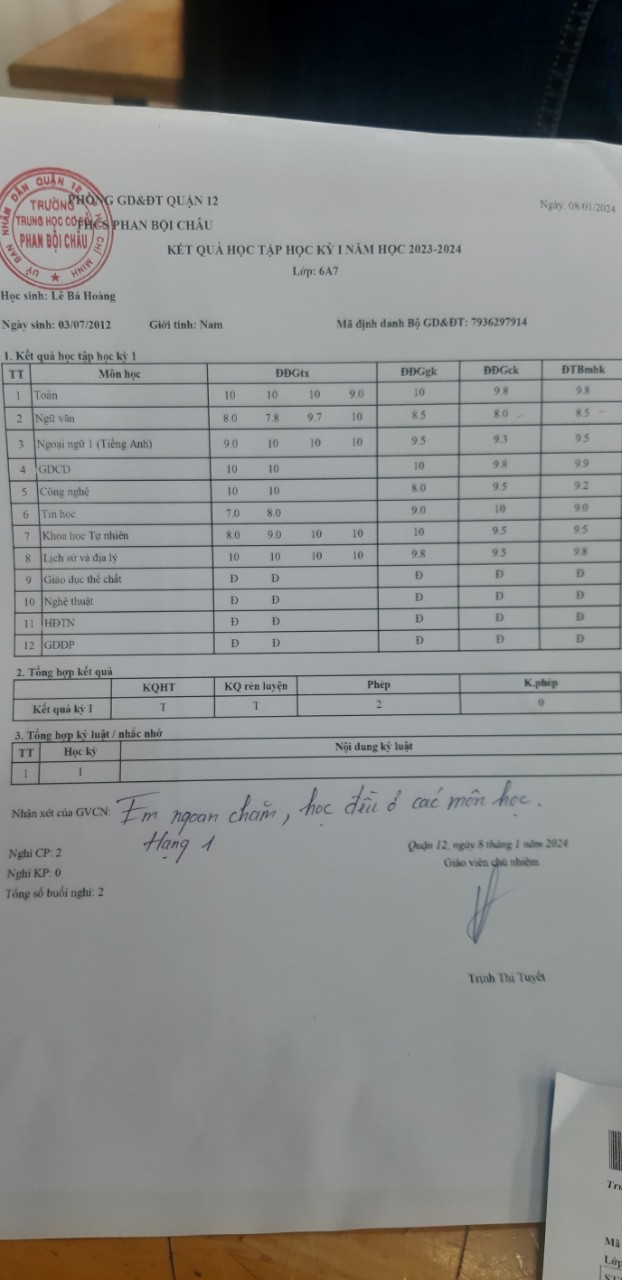 PHÒNG GD&ĐT QUẬN 12
Ngày, 08/01/2024
THCS PHAN BỘI CHÂU
ỦY BAN NHÂN DÂN QUẬN 12 HỒ CHÍ MINH
TRƯỜNG
TRUNG HỌC CƠ SỞ
PHAN BỘI CHÂU
KẾT QUẢ HỌC TẬP HỌC KỲ I NĂM HỌC 2023-2024
Lớp: 6A7
Học sinh: Lê Bá Hoàng
Ngày sinh: 03/07/2012 Giới tính: Nam Mã định danh Bộ GD&ĐT: 7936297914
1. Kết quả học tập học kỳ 1
TT Môn học ĐĐGtx ĐĐGgk ĐĐGck ĐTBmhk
1 Toán 10 10 10 9.0 10 9.8 9.8
2 Ngữ văn 8.0 7.8 9.7 10 8.5 8.0 8.5
3 Ngoại ngữ 1 (Tiếng Anh) 9.0 10 10 10 9.5 9.3 9.5
4 GDCD 10 10 10 9.8 9.9
5 Công nghệ 10 10 8.0 9.5 9.2
6 Tin học 7.0 8.0 9.0 10 9.0
7 Khoa học Tự nhiên 8.0 9.0 10 10 10 9.5 9.5
8 Lịch sử và địa lý 10 10 10 10 9.8 9.5 9.8
9 Giáo dục thể chất Đ Đ Đ Đ Đ
10 Nghệ thuật Đ Đ Đ Đ Đ
11 HĐTN Đ Đ Đ Đ Đ
12 GDĐP Đ Đ Đ Đ Đ
2. Tổng hợp kết quả
KQHT KQ rèn luyện Phép K.phép
Kết quả kỳ I T T 2 0
3. Tổng hợp kỷ luật / nhắc nhở
TT Học kỳ Nội dung kỷ luật
1 I
Nhận xét của GVCN: Em ngoan chăm, học đều ở các môn học.
Hạng 1
Nghỉ CP: 2
Quận 12, ngày 8 tháng 1 năm 2024
Nghỉ KP: 0
Giáo viên chủ nhiệm
Tổng số buổi nghỉ: 2
Trịnh Thị Tuyết
Mã
Lớp